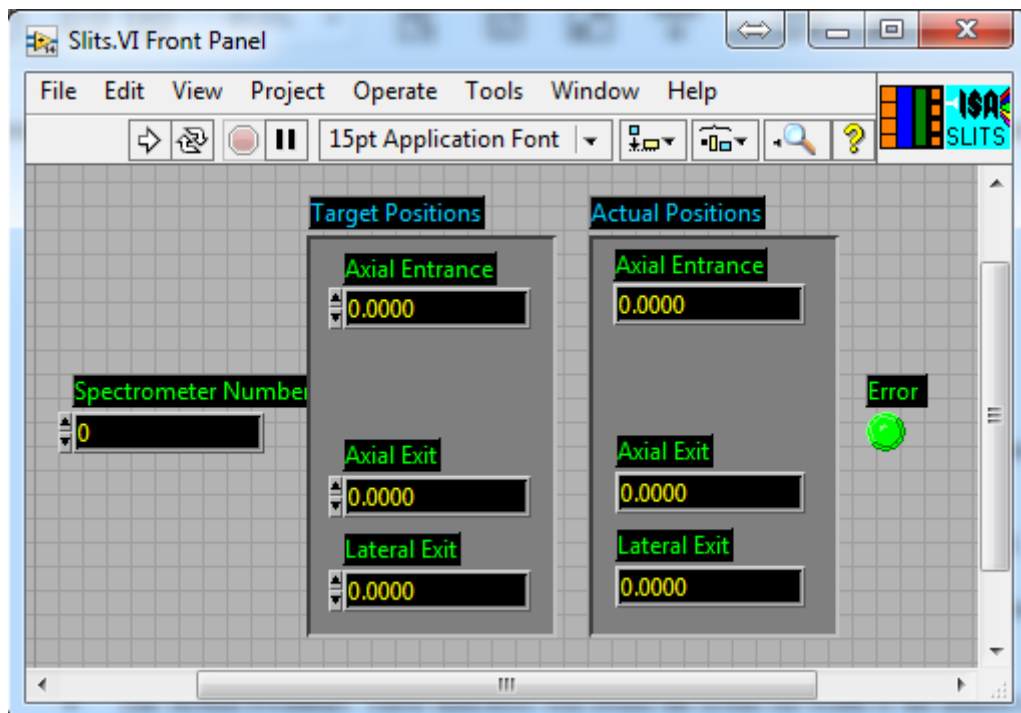 Slits.VI Front Panel
File Edit View Project Operate Tools Window Help
15pt Application Font
ISA
SLITS
14
Target Positions
Actual Positions
Axial Entrance
0.0000
Axial Entrance
0.0000
Spectrometer Number
0
Error
Axial Exit
0.0000
Axial Exit
0.0000
Lateral Exit
0.0000
Lateral Exit
0.0000